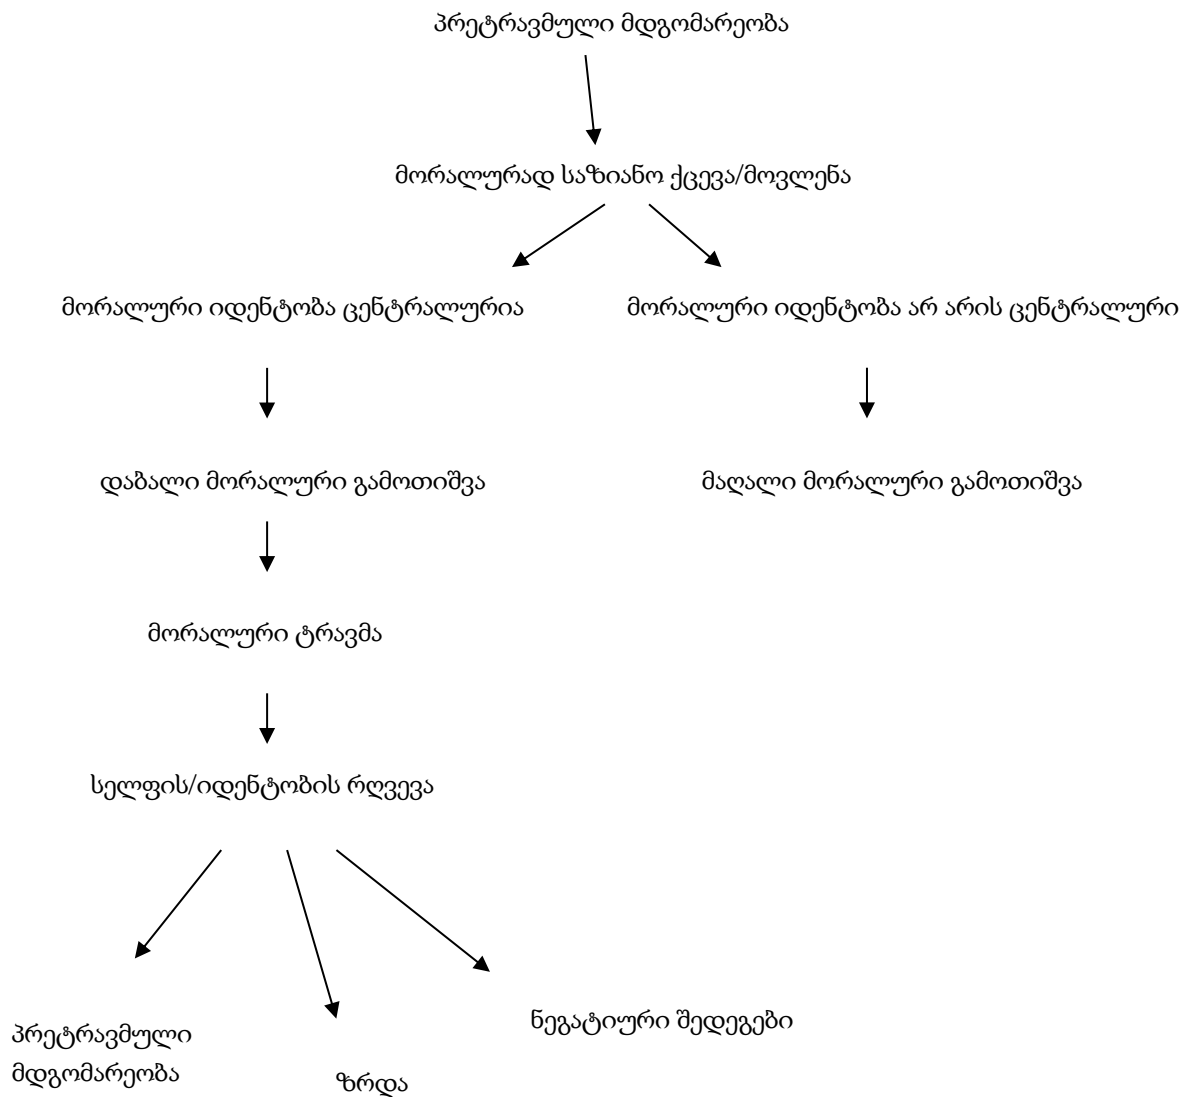 პრეტრავმული მდგომარეობა
მორალურად საზიანო ქცევა/მოვლენა
მორალური იდენტობა ცენტრალურია
მორალური იდენტობა არ არის ცენტრალური
დაბალი მორალური გამოთიშვა
მაღალი მორალური გამოთიშვა
მორალური ტრავმა
სელფის/იდენტობის რღვევა
პრეტრავმული
მდგომარეობა
ზრდა
ნეგატიური შედეგები